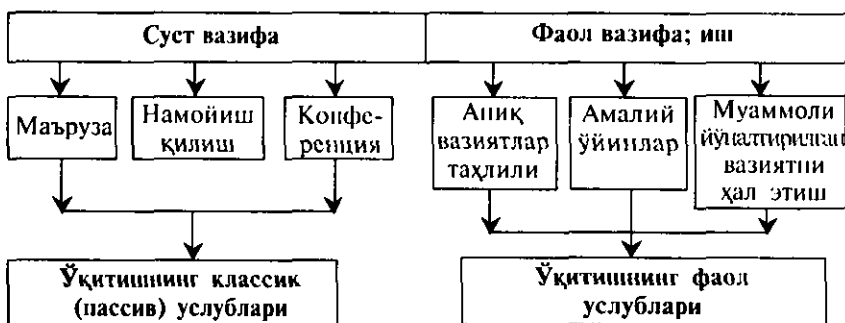 Суст вазифа
Фаол вазифа; иш
Маъруза
Намойиш
қилиш
Конфе-
ренция
Аниқ
вазиятлар
таҳлили
Амалий
ўйинлар
Муаммоли
йўналтирилган
вазиятни
ҳал этиш
Ўқитишнинг классик
(пассив) услублари
Ўқитишнинг фаол
услублари